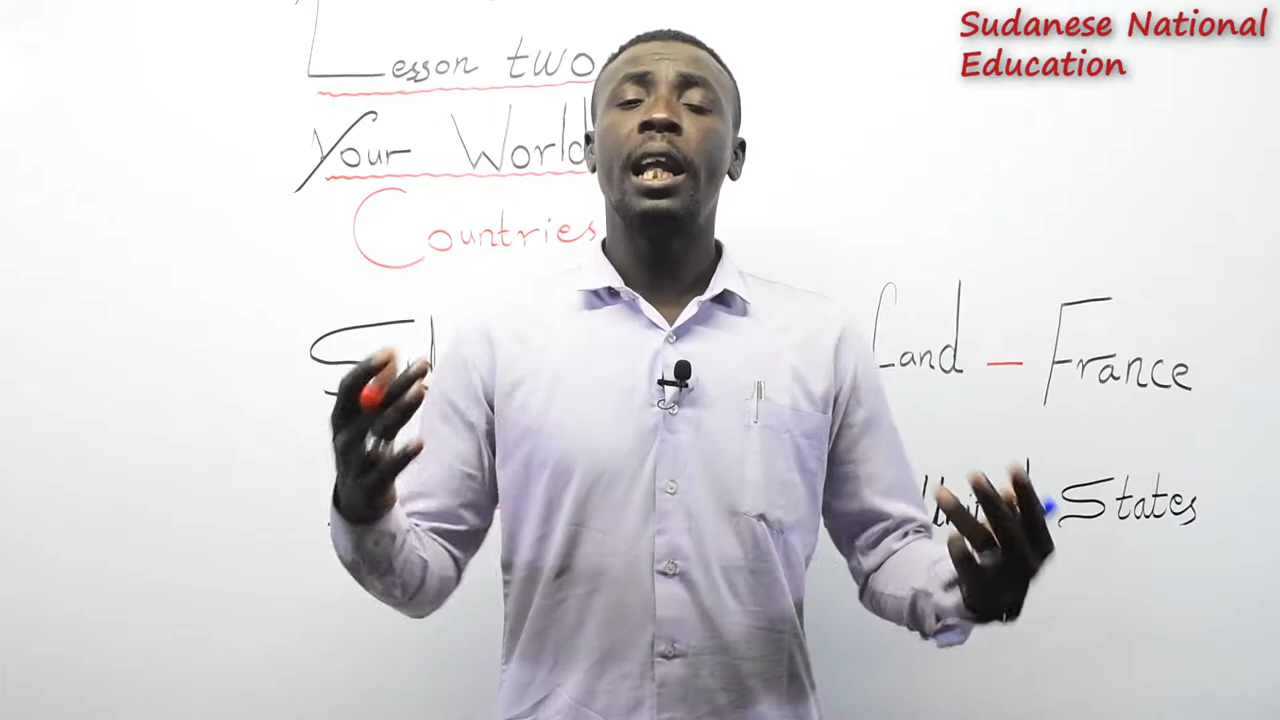 Sudanese National
Education
Lesson two
Your World
Countries
land – France
States